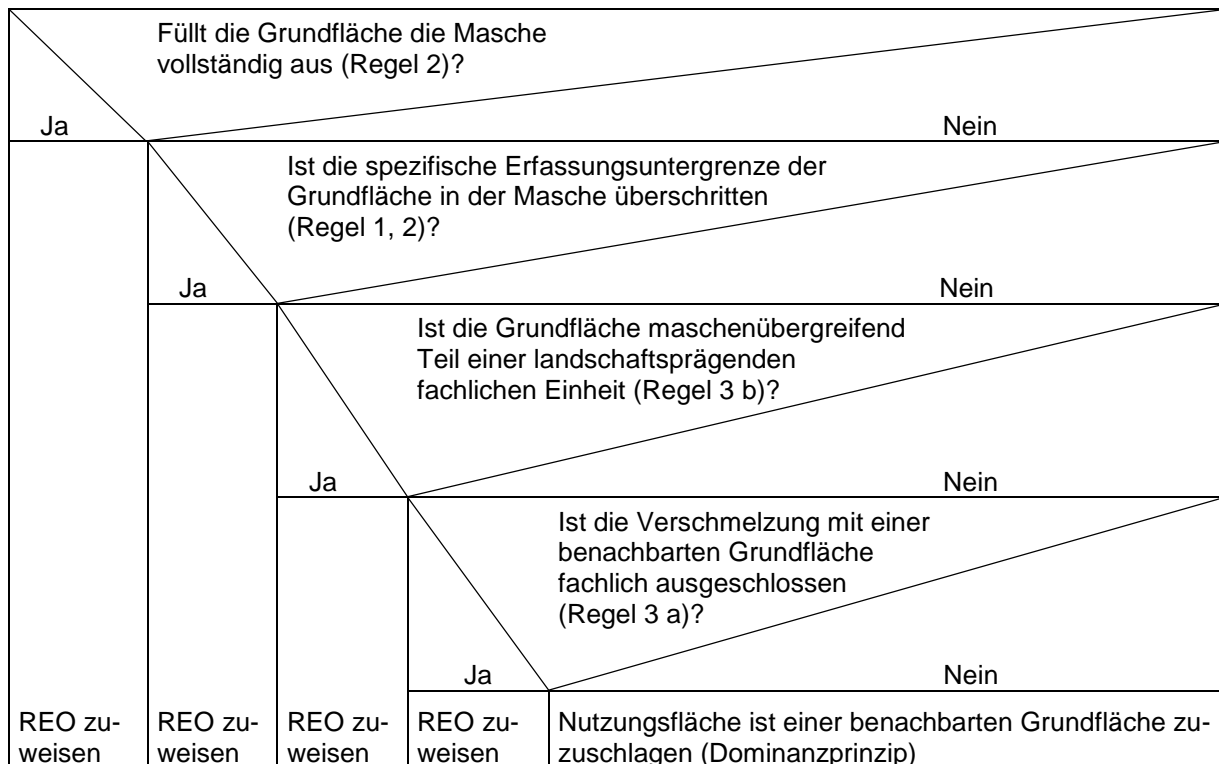 Füllt die Grundfläche die Masche
vollständig aus (Regel 2)?
Ja
Nein
Ist die spezifische Erfassungsuntergrenze der
Grundfläche in der Masche überschritten
(Regel 1, 2)?
Ja
Nein
Ist die Grundfläche maschenübergreifend
Teil einer landschaftsprägenden
fachlichen Einheit (Regel 3 b)?
Ja
Nein
Ist die Verschmelzung mit einer
benachbarten Grundfläche
fachlich ausgeschlossen
(Regel 3 a)?
Ja
Nein
REO zu-
weisen
REO zu-
weisen
REO zu-
weisen
REO zu-
weisen
Nutzungsfläche ist einer benachbarten Grundfläche zu-
zuschlagen (Dominanzprinzip)